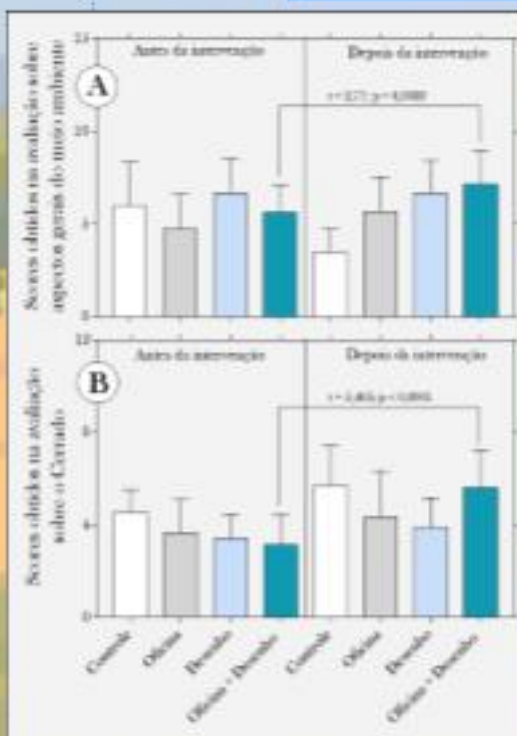 Scores obtidos na avaliação sobre
aspectos gerais do meio ambiente
A
Antes da intervenção
Depois da intervenção
Scores obtidos na avaliação
sobre o Cerrado
B
Antes da intervenção
Depois da intervenção
Controle
Oficina
Desenho
Oficina + Desenho
Controle
Oficina
Desenho
Oficina + Desenho